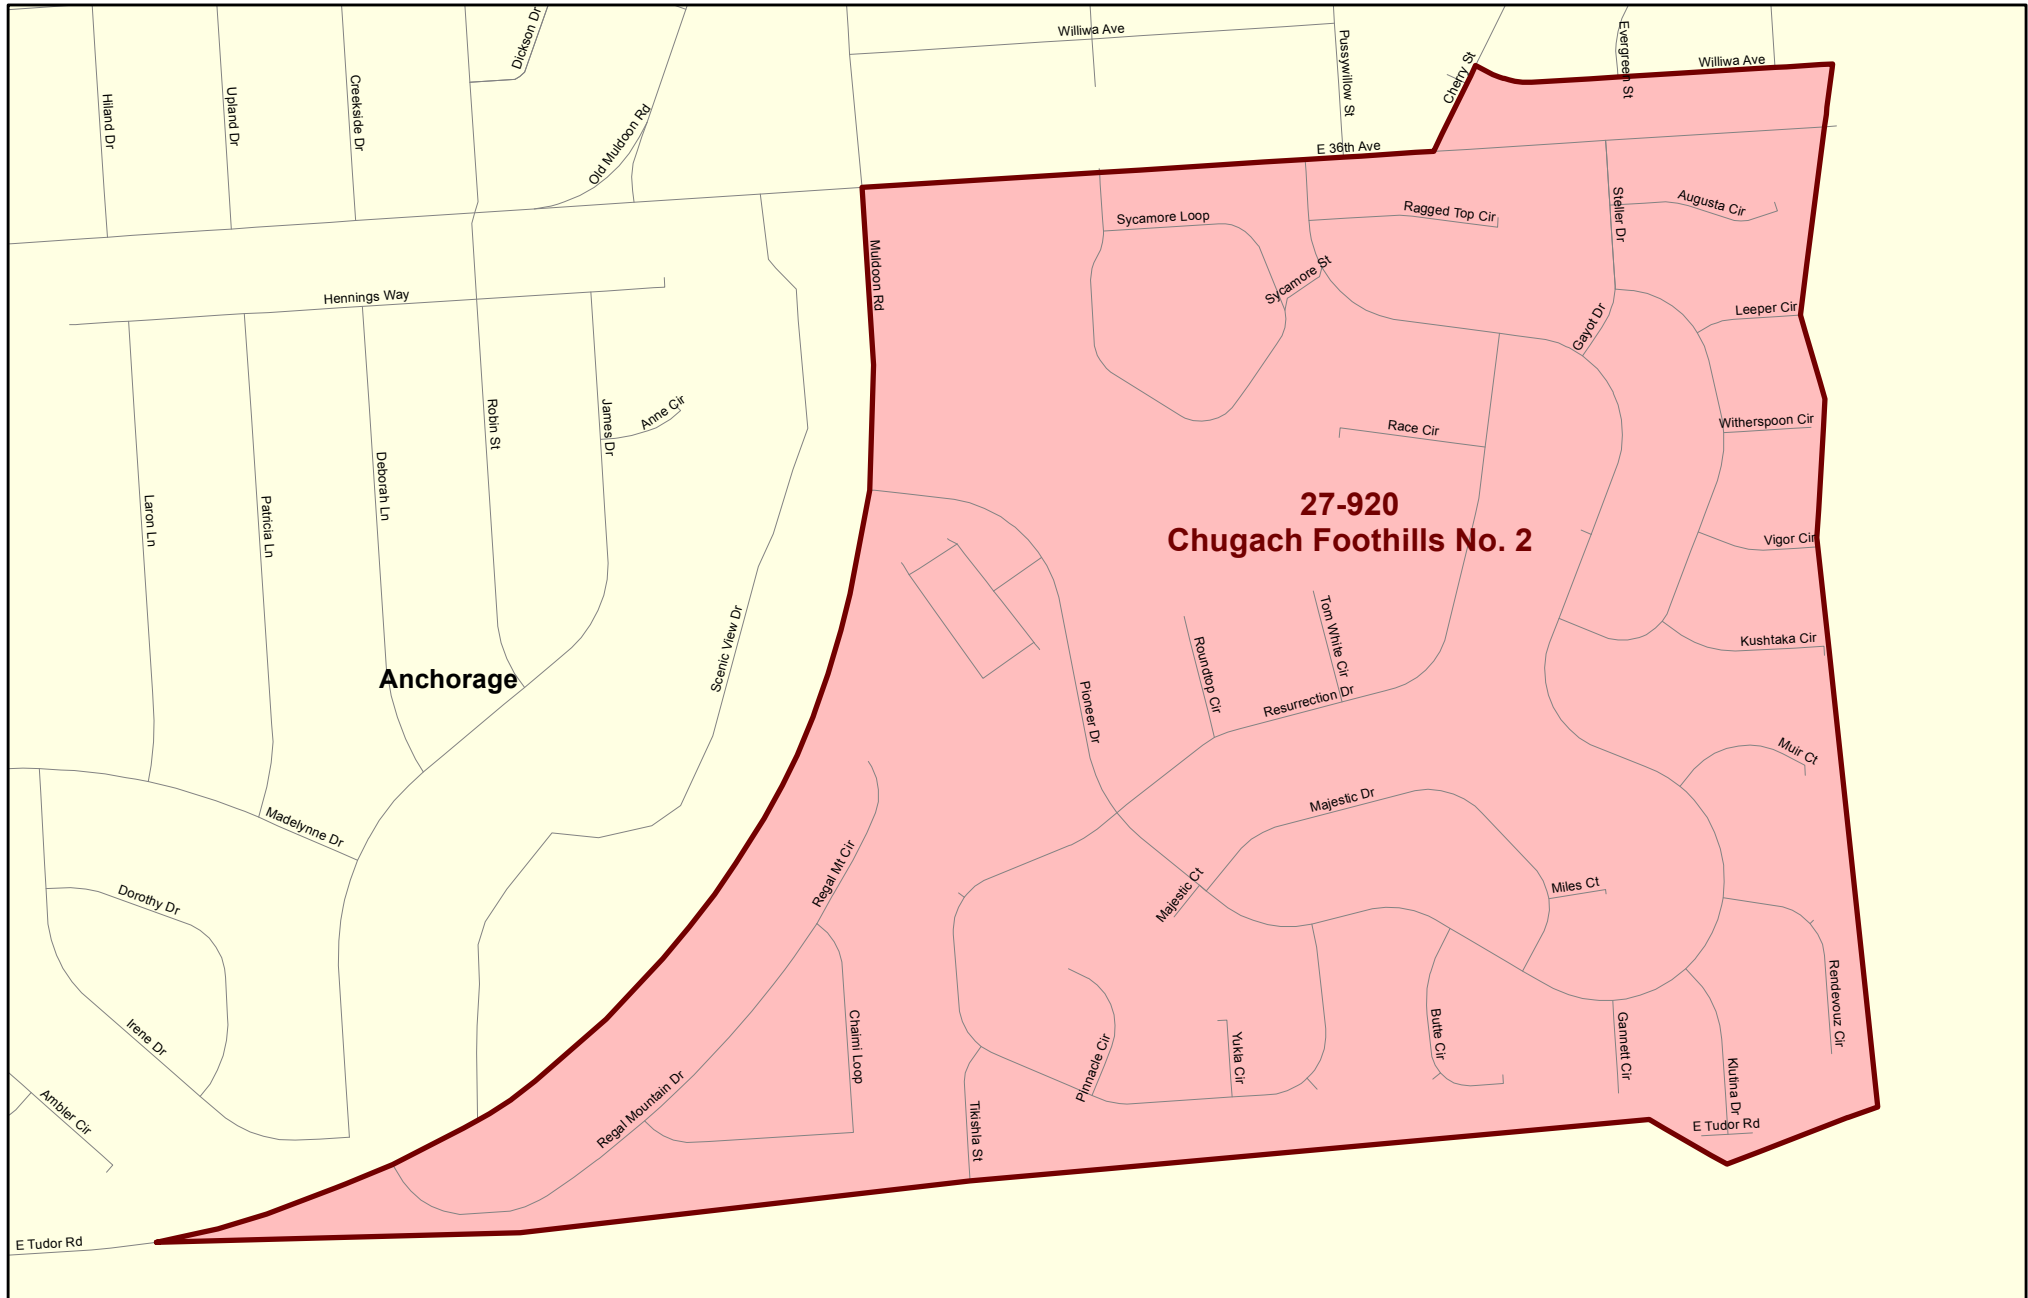 Dickson Dr
Williwa Ave
Pussywillow St
Cherry St
Evergreen St
Williwa Ave
Hiland Dr
Upland Dr
Creekside Dr
Old Muldoon Rd
E 36th Ave
Muldoon Rd
Sycamore Loop
Ragged Top Cir
Steller Dr
Augusta Cir
Hennings Way
Sycamore St
Gayot Dr
Leeper Cir
Robin St
James Dr
Anne Cir
Race Cir
Witherspoon Cir
Laron Ln
Patricia Ln
Deborah Ln
27-920
Chugach Foothills No. 2
Vigor Cir
Anchorage
Scenic View Dr
Pioneer Dr
Roundtop Cir
Tom White Cir
Resurrection Dr
Kushtaka Cir
Muir Ct
Madelynne Dr
Majestic Dr
Dorothy Dr
Regal Mt Cir
Majestic Ct
Miles Ct
Rendevouz Cir
Irene Dr
Chaimi Loop
Pinnacle Cir
Yukla Cir
Butte Cir
Gannett Cir
Klutina Dr
Ambler Cir
Regal Mountain Dr
Tikishla St
E Tudor Rd
E Tudor Rd